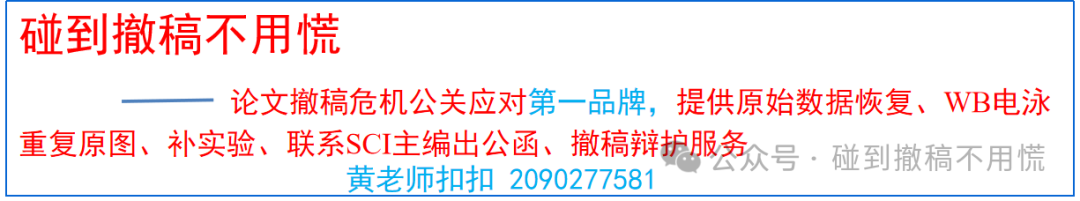 碰到撤稿不用慌
—— 论文撤稿危机公关应对第一品牌，提供原始数据恢复、WB电泳
重复原图、补实验、联系SCI主编出公函、撤稿辩护服务
公众号 · 碰到撤稿不用慌
黄老师扣扣 2090277581